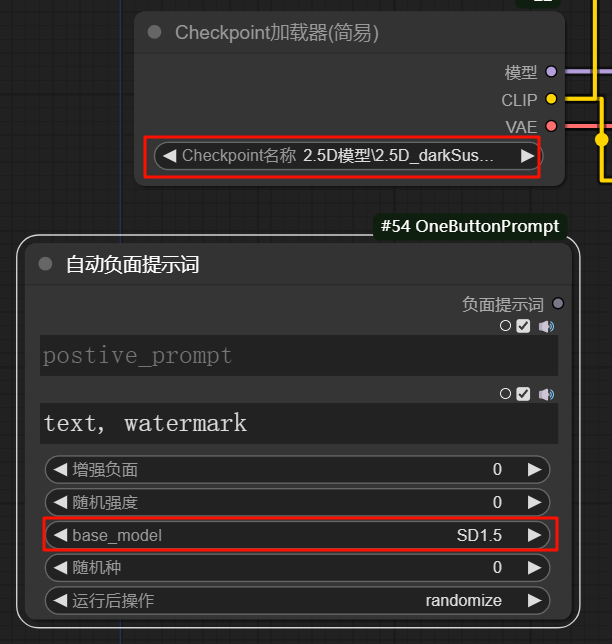 Checkpoint加载器(简易)
模型
CLIP
VAE
Checkpoint名称 2.5D模型\2.5D_darkSus...
#54 OneButtonPrompt
自动负面提示词
负面提示词
postive_prompt
text, watermark
增强负面 0
随机强度 0
base_model SD1.5
随机种 0
运行后操作 randomize